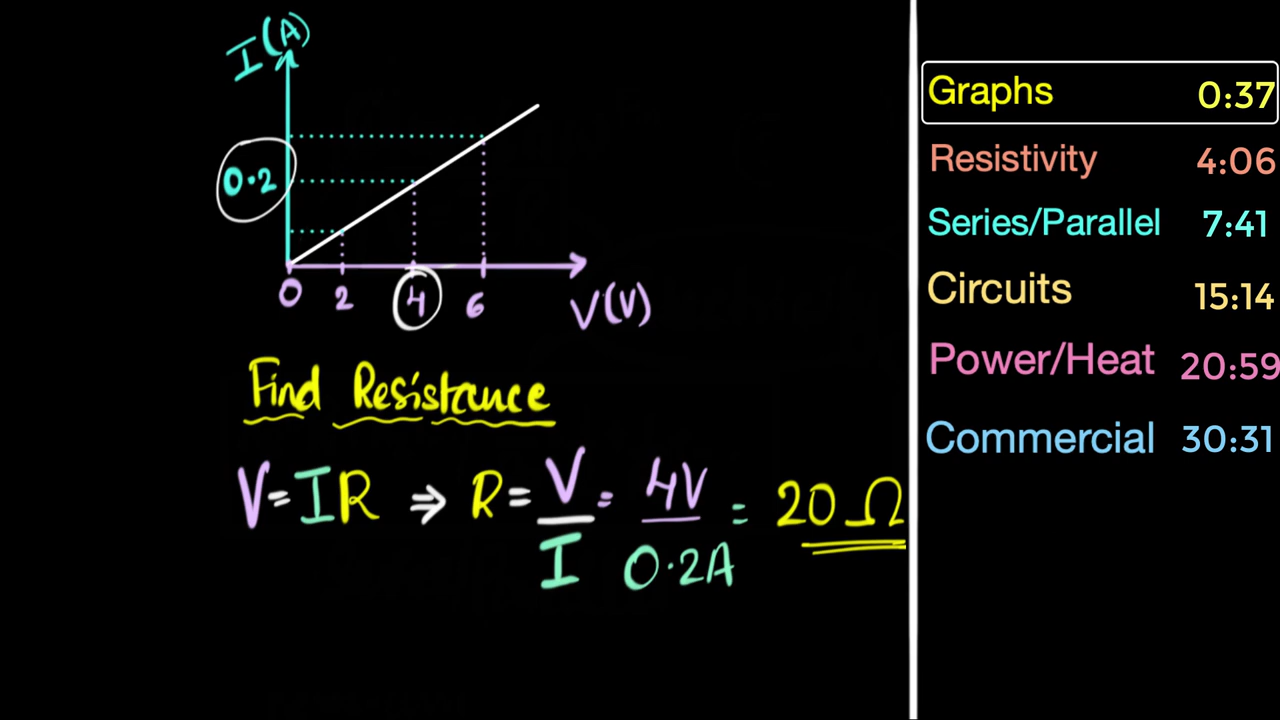 I(A)
0.2
0 2 4 6 V(V)
Find Resistance
V=IR ⇒ R= V/I = 4V/0.2A = 20 Ω
Graphs 0:37
Resistivity 4:06
Series/Parallel 7:41
Circuits 15:14
Power/Heat 20:59
Commercial 30:31